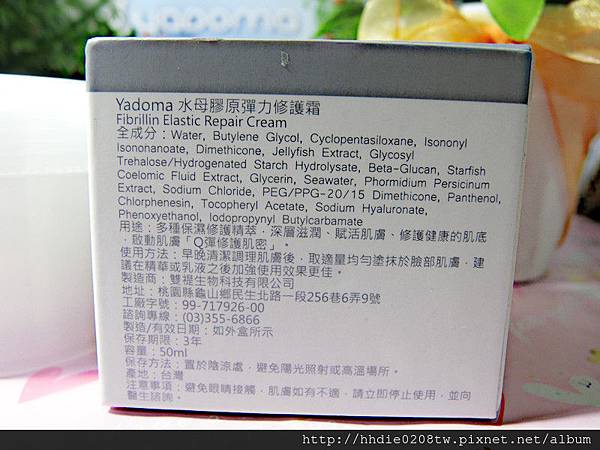 yadoma
Yadoma 水母膠原彈力修護霜
Fibrillin Elastic Repair Cream
全成分：Water, Butylene Glycol, Cyclopentasiloxane, Isononyl
Isononanoate, Dimethicone, Jellyfish Extract, Glycosyl
Trehalose/Hydrogenated Starch Hydrolysate, Beta-Glucan, Starfish
Coelomic Fluid Extract, Glycerin, Seawater, Phormidium Persicinum
Extract, Sodium Chloride, PEG/PPG-20/15 Dimethicone, Panthenol,
Chlorphenesin, Tocopheryl Acetate, Sodium Hyaluronate,
Phenoxyethanol, Iodopropynyl Butylcarbamate
用途：多種保濕修護精萃，深層滋潤、賦活肌膚、修護健康的肌底
，啟動肌膚「Q彈修護肌密」。
使用方法：早晚清潔調理肌膚後，取適量均勻塗抹於臉部肌膚，建
議在精華或乳液之後加強使用效果更佳。
製造商：雙禔生物科技有限公司
地址：桃園縣龜山鄉民生北路一段256巷6弄9號
工廠字號：99-717926-00
諮詢專線：(03)355-6866
製造/有效日期：如外盒所示
保存期限：3年
容量：50ml
保存方法：置於陰涼處，避免陽光照射或高溫場所。
產地：台灣
注意事項：避免眼睛接觸，肌膚如有不適，請立即停止使用，並向
醫生諮詢。
http://hhdie0208tw.pixnet.net/album